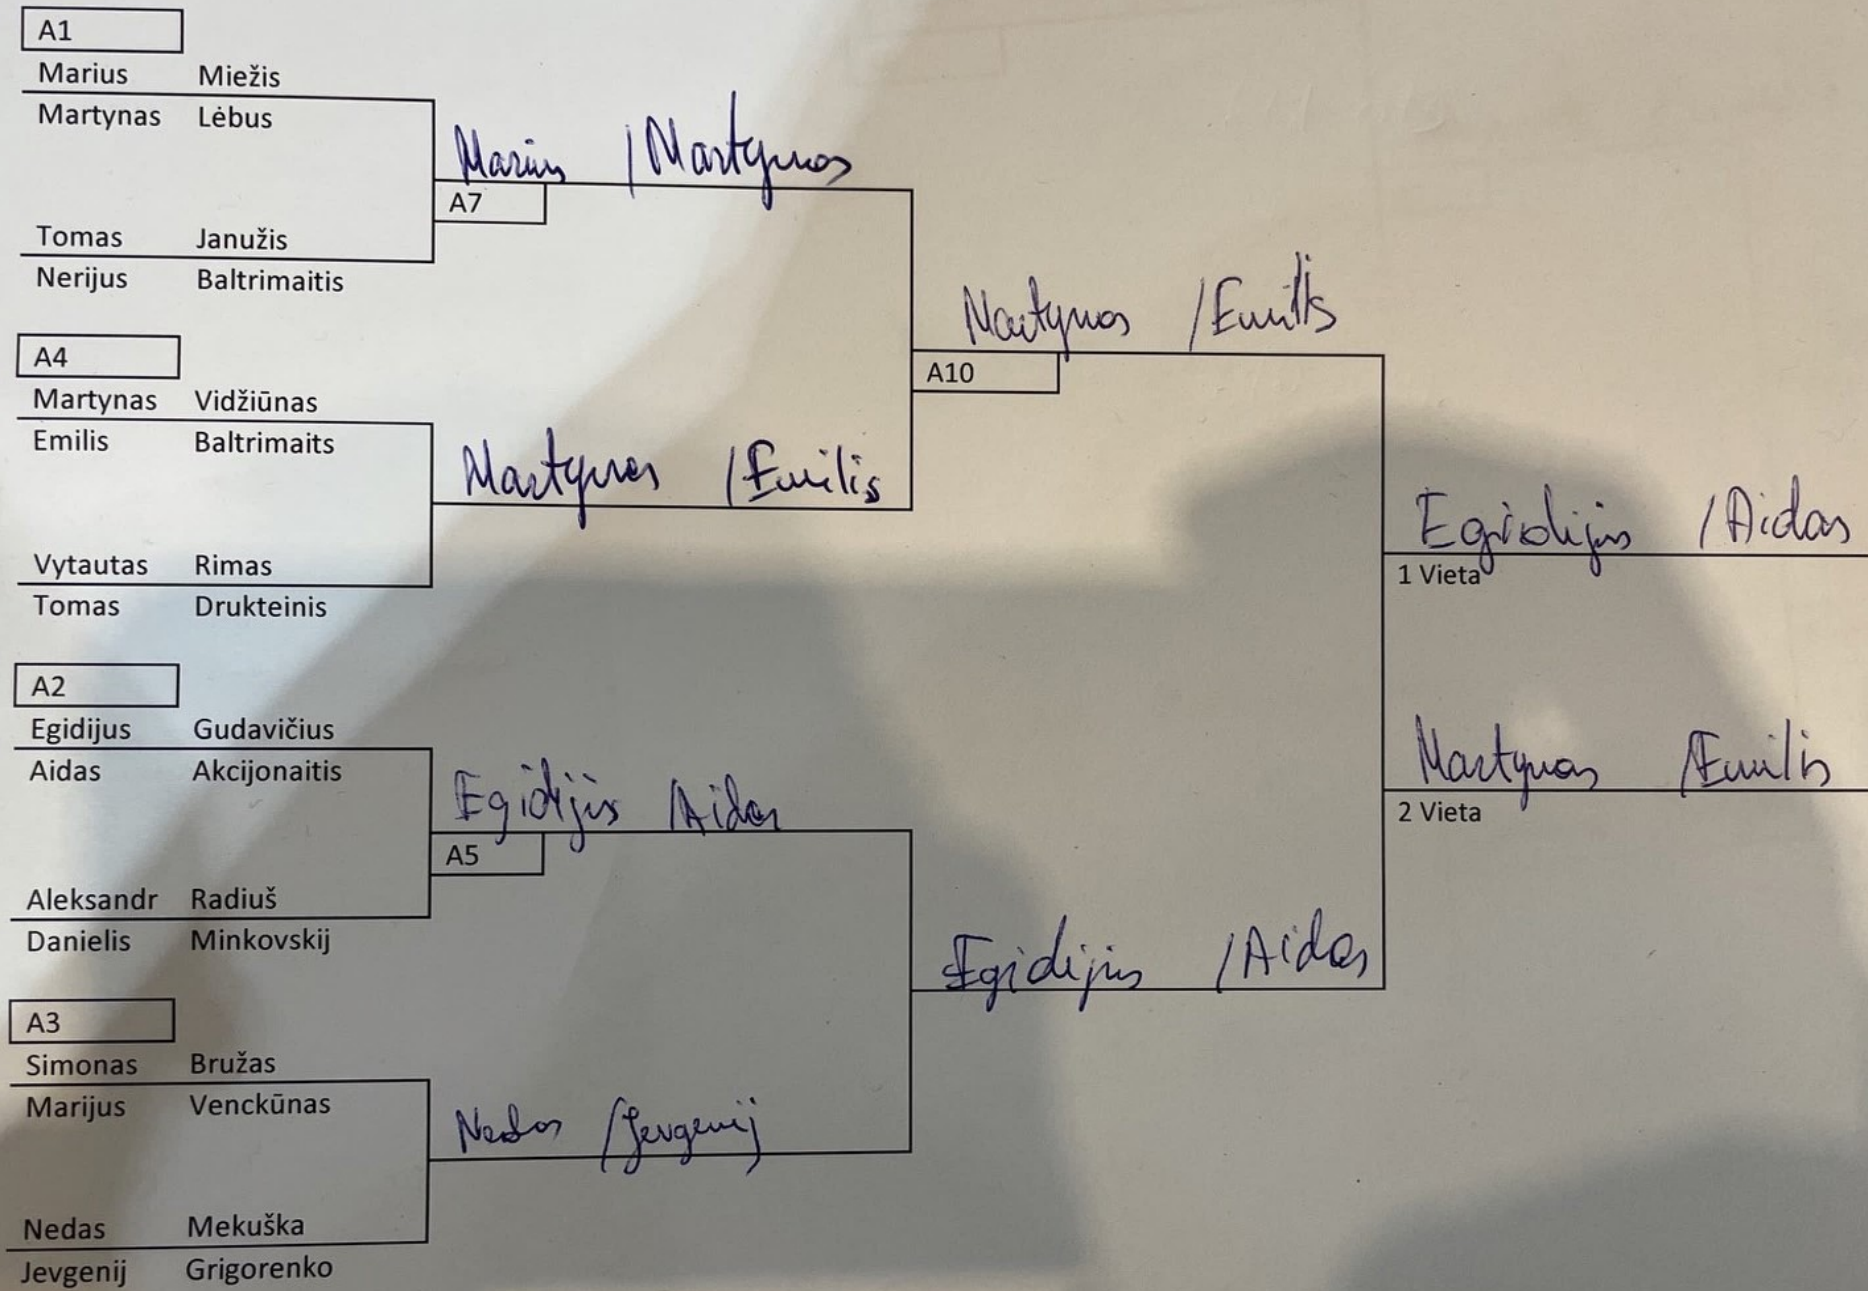 A1
Marius Miežis
Martynas Lėbus
Marius / Martynas
A7
Tomas Janužis
Nerijus Baltrimaitis
Martynas / Emilis
A10
A4
Martynas Vidžiūnas
Emilis Baltrimaits
Martynas / Emilis
Vytautas Rimas
Tomas Drukteinis
Egidijus / Aidas
1 Vieta
A2
Egidijus Gudavičius
Aidas Akcijonaitis
Martynas / Emilis
2 Vieta
Egidijus / Aidas
A5
Aleksandr Radiuš
Danielis Minkovskij
Egidijus / Aidas
A3
Simonas Bružas
Marijus Venckūnas
Nedas / Jevgenij
Nedas Mekuška
Jevgenij Grigorenko